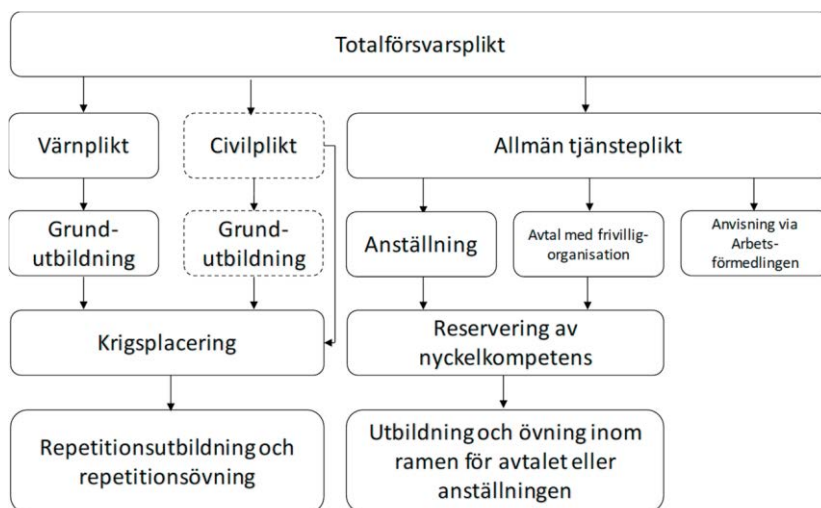 Totalförsvarsplikt
Värnplikt
Civilplikt
Allmän tjänsteplikt
Grund-
utbildning
Grund-
utbildning
Anställning
Avtal med frivillig-
organisation
Anvisning via
Arbets-
förmedlingen
Krigsplacering
Reservering av
nyckelkompetens
Repetitionsutbildning och
repetitionsövning
Utbildning och övning inom
ramen för avtalet eller
anställningen